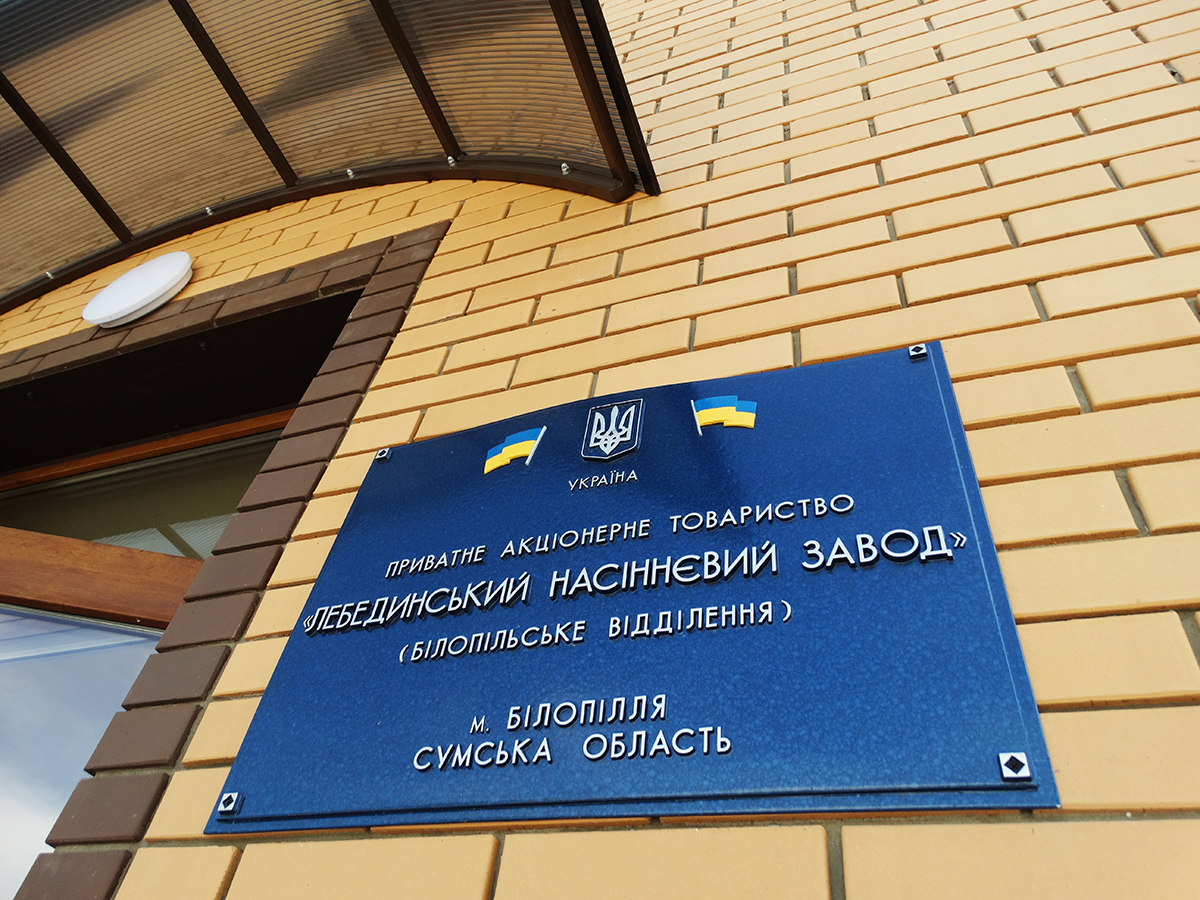 УКРАЇНА
ПРИВАТНЕ АКЦІОНЕРНЕ ТОВАРИСТВО
«ЛЕБЕДИНСЬКИЙ НАСІННЄВИЙ ЗАВОД»
(БІЛОПІЛЬСЬКЕ ВІДДІЛЕННЯ)
м. БІЛОПІЛЛЯ
СУМСЬКА ОБЛАСТЬ